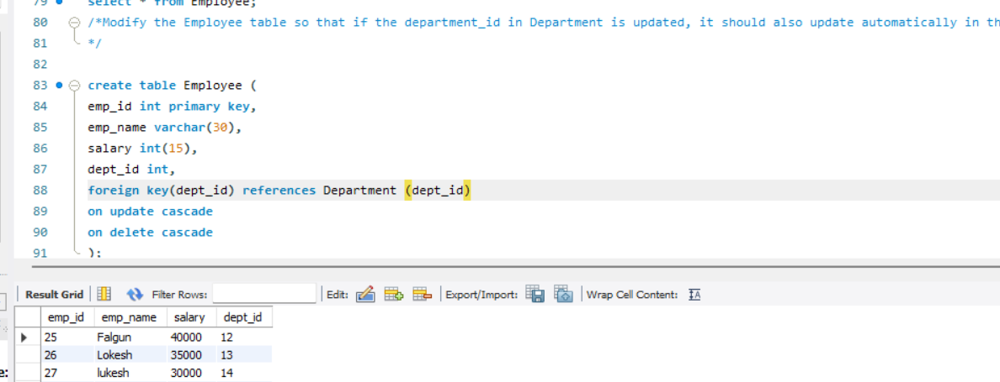 79 select * from Employee;
80 /*Modify the Employee table so that if the department_id in Department is updated, it should also update automatically in th
81 */
82
83 create table Employee (
84 emp_id int primary key,
85 emp_name varchar(30),
86 salary int(15),
87 dept_id int,
88 foreign key(dept_id) references Department (dept_id)
89 on update cascade
90 on delete cascade
91 );
Result Grid Filter Rows: Edit: Export/Import: Wrap Cell Content: IA
emp_id emp_name salary dept_id
25 Falgun 40000 12
26 Lokesh 35000 13
e: 27 lukesh 30000 14